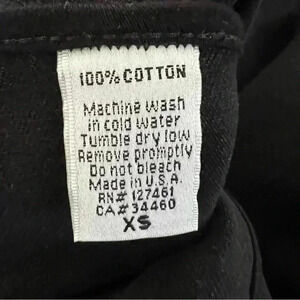 100% COTTON
Machine wash
in cold water
Tumble dry low
Remove promptly
Do not bleach
Made in U.S.A.
RN# 127461
CA# 34460
XS